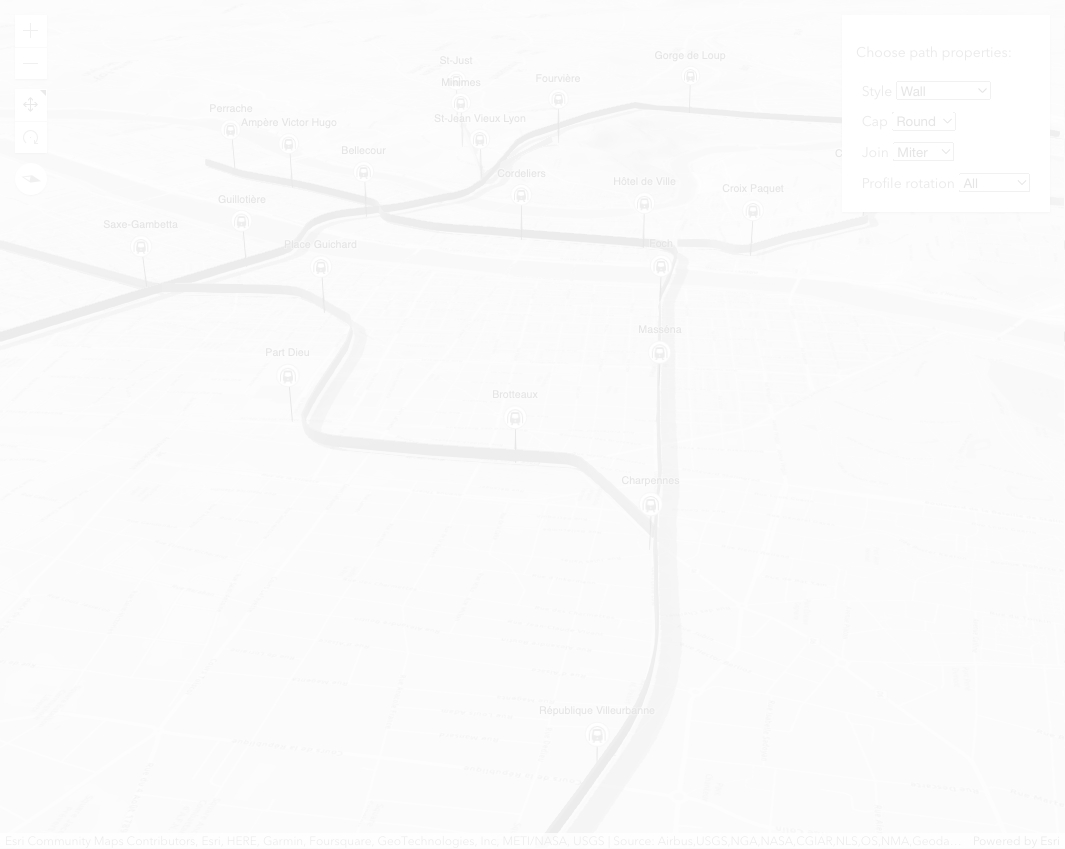 Choose path properties:
Style Wall
Cap Round
Join Miter
Profile rotation All
St-Just
Gorge de Loup
Minimes
Fourvière
Perrache
Ampère Victor Hugo
St-Jean Vieux Lyon
Bellecour
Cordeliers
Hôtel de Ville
Croix Paquet
Guillotière
Saxe-Gambetta
Place Guichard
Foch
Masséna
Part Dieu
Brotteaux
Charpennes
République Villeurbanne
Esri Community Maps Contributors, Esri, HERE, Garmin, Foursquare, GeoTechnologies, Inc, METI/NASA, USGS | Source: Airbus,USGS,NGA,NASA,CGIAR,NLS,OS,NMA,Geoda...
Powered by Esri